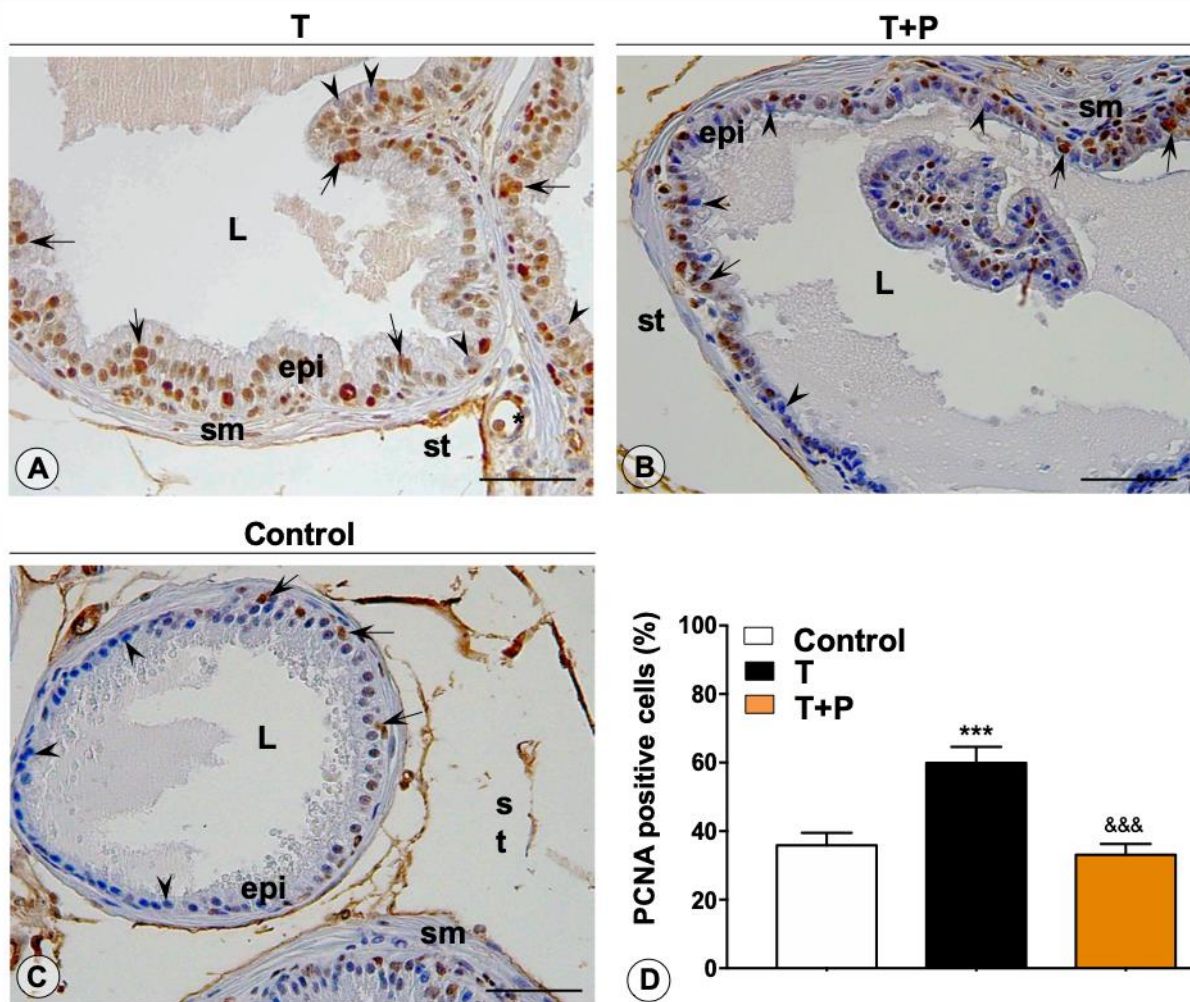 T
T+P
L
epi
sm
st
*
A
epi
sm
L
st
B
Control
L
s
t
epi
sm
C
PCNA positive cells (%)
100
80
60
40
20
0
Control
T
T+P
***
&&&
D